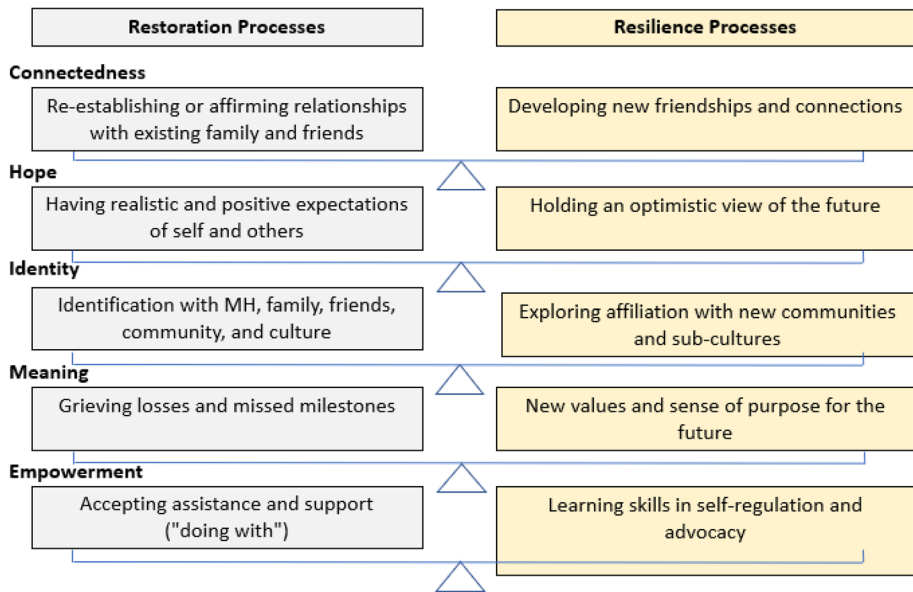 Restoration Processes
Resilience Processes
Connectedness
Re-establishing or affirming relationships
with existing family and friends
Developing new friendships and connections
Hope
Having realistic and positive expectations
of self and others
Holding an optimistic view of the future
Identity
Identification with MH, family, friends,
community, and culture
Exploring affiliation with new communities
and sub-cultures
Meaning
Grieving losses and missed milestones
New values and sense of purpose for the
future
Empowerment
Accepting assistance and support
("doing with")
Learning skills in self-regulation and
advocacy